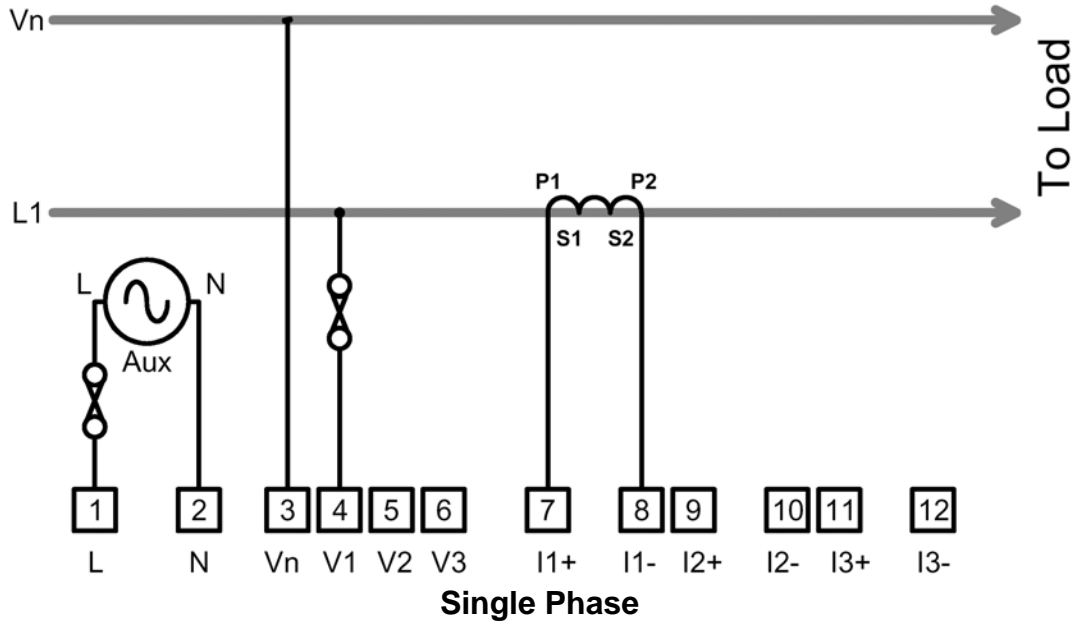 Vn
To Load
P1 P2
L1
S1 S2
L N
Aux
1 2 3 4 5 6 7 8 9 10 11 12
L N Vn V1 V2 V3 I1+ I1- I2+ I2- I3+ I3-
Single Phase